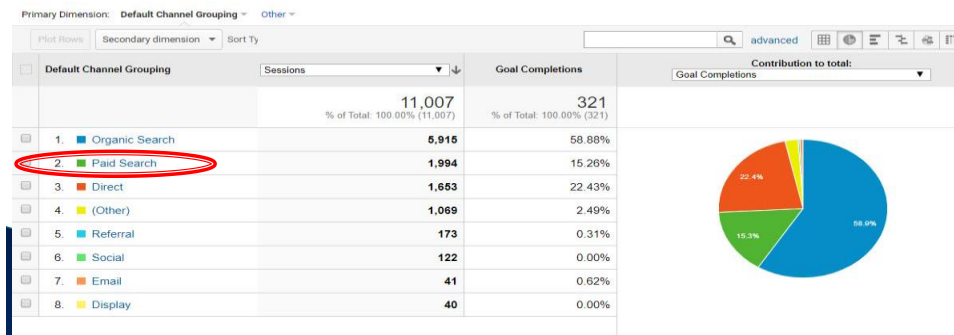 Primary Dimension: Default Channel Grouping Other
Plot Rows Secondary dimension Sort Ty advanced
Default Channel Grouping Sessions Goal Completions Contribution to total:
Goal Completions
11,007 321
% of Total: 100.00% (11,007) % of Total: 100.00% (321)
1. Organic Search 5,915 58.88%
2. Paid Search 1,994 15.26%
3. Direct 1,653 22.43%
4. (Other) 1,069 2.49%
5. Referral 173 0.31%
6. Social 122 0.00%
7. Email 41 0.62%
8. Display 40 0.00%
22.4%
58.9%
15.3%